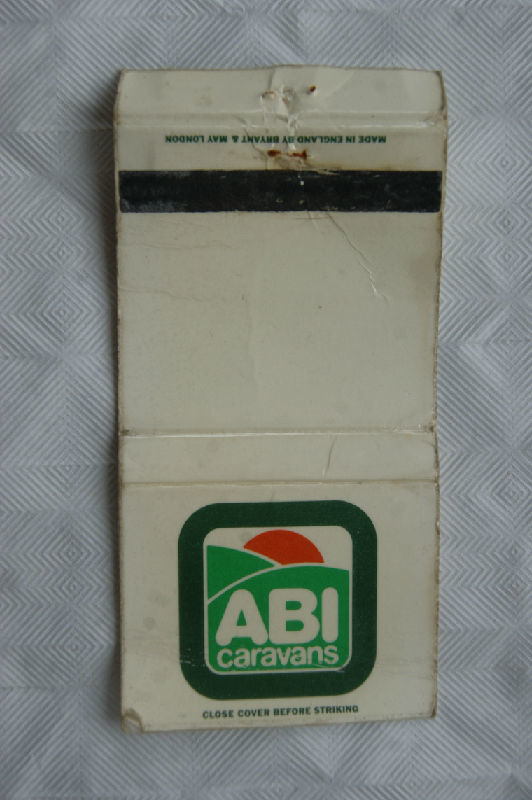 MADE IN ENGLAND BY BRYANT & MAY LONDON
ABI
caravans
CLOSE COVER BEFORE STRIKING